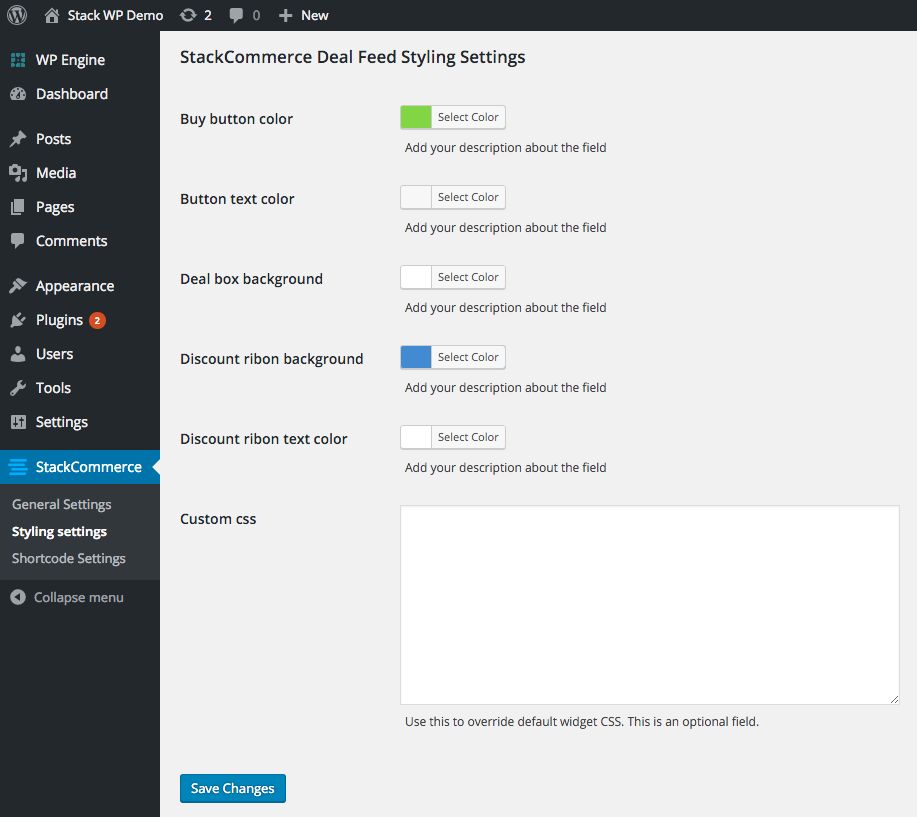 Stack WP Demo 2 0 New
WP Engine
Dashboard
Posts
Media
Pages
Comments
Appearance
Plugins 2
Users
Tools
Settings
StackCommerce
General Settings
Styling settings
Shortcode Settings
Collapse menu
StackCommerce Deal Feed Styling Settings
Buy button color Select Color
Add your description about the field
Button text color Select Color
Add your description about the field
Deal box background Select Color
Add your description about the field
Discount ribon background Select Color
Add your description about the field
Discount ribon text color Select Color
Add your description about the field
Custom css
Use this to override default widget CSS. This is an optional field.
Save Changes